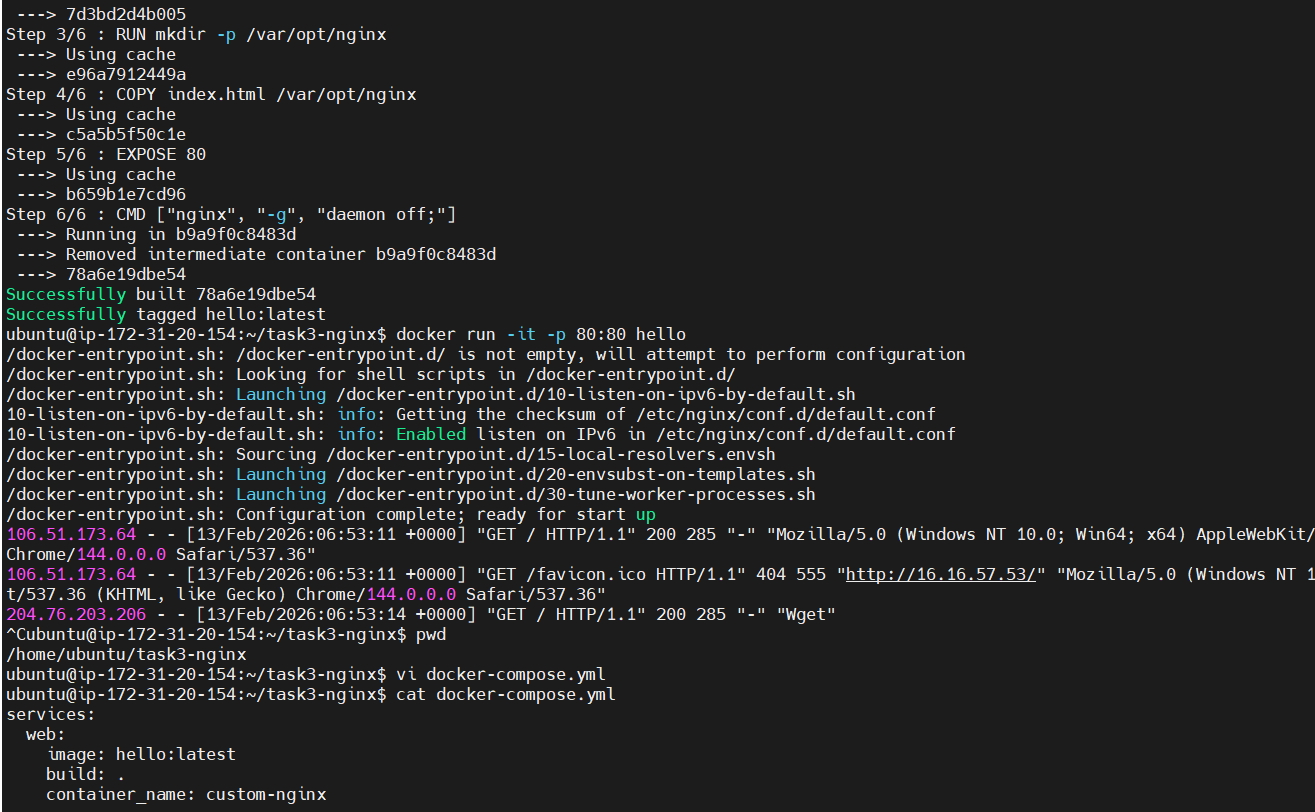 ---> 7d3bd2d4b005
Step 3/6 : RUN mkdir -p /var/opt/nginx
---> Using cache
---> e96a7912449a
Step 4/6 : COPY index.html /var/opt/nginx
---> Using cache
---> c5a5b5f50c1e
Step 5/6 : EXPOSE 80
---> Using cache
---> b659b1e7cd96
Step 6/6 : CMD ["nginx", "-g", "daemon off;"]
---> Running in b9a9f0c8483d
---> Removed intermediate container b9a9f0c8483d
---> 78a6e19dbe54
Successfully built 78a6e19dbe54
Successfully tagged hello:latest
ubuntu@ip-172-31-20-154:~/task3-nginx$ docker run -it -p 80:80 hello
/docker-entrypoint.sh: /docker-entrypoint.d/ is not empty, will attempt to perform configuration
/docker-entrypoint.sh: Looking for shell scripts in /docker-entrypoint.d/
/docker-entrypoint.sh: Launching /docker-entrypoint.d/10-listen-on-ipv6-by-default.sh
10-listen-on-ipv6-by-default.sh: info: Getting the checksum of /etc/nginx/conf.d/default.conf
10-listen-on-ipv6-by-default.sh: info: Enabled listen on IPv6 in /etc/nginx/conf.d/default.conf
/docker-entrypoint.sh: Sourcing /docker-entrypoint.d/15-local-resolvers.envsh
/docker-entrypoint.sh: Launching /docker-entrypoint.d/20-envsubst-on-templates.sh
/docker-entrypoint.sh: Launching /docker-entrypoint.d/30-tune-worker-processes.sh
/docker-entrypoint.sh: Configuration complete; ready for start up
106.51.173.64 - - [13/Feb/2026:06:53:11 +0000] "GET / HTTP/1.1" 200 285 "-" "Mozilla/5.0 (Windows NT 10.0; Win64; x64) AppleWebKit/
Chrome/144.0.0.0 Safari/537.36"
106.51.173.64 - - [13/Feb/2026:06:53:11 +0000] "GET /favicon.ico HTTP/1.1" 404 555 "http://16.16.57.53/" "Mozilla/5.0 (Windows NT 1
t/537.36 (KHTML, like Gecko) Chrome/144.0.0.0 Safari/537.36"
204.76.203.206 - - [13/Feb/2026:06:53:14 +0000] "GET / HTTP/1.1" 200 285 "-" "Wget"
^Cubuntu@ip-172-31-20-154:~/task3-nginx$ pwd
/home/ubuntu/task3-nginx
ubuntu@ip-172-31-20-154:~/task3-nginx$ vi docker-compose.yml
ubuntu@ip-172-31-20-154:~/task3-nginx$ cat docker-compose.yml
services:
  web:
    image: hello:latest
    build: .
    container_name: custom-nginx